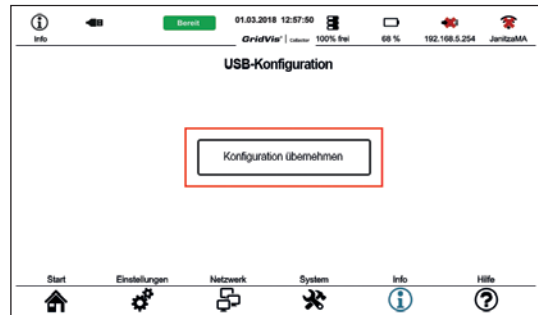 Info
Bereit
01.03.2018 12:57:50
GridVis® | Collector
100% frei
68 %
192.168.5.254
JanitzaMA
USB-Konfiguration
Konfiguration übernehmen
Start
Einstellungen
Netzwerk
System
Info
Hilfe